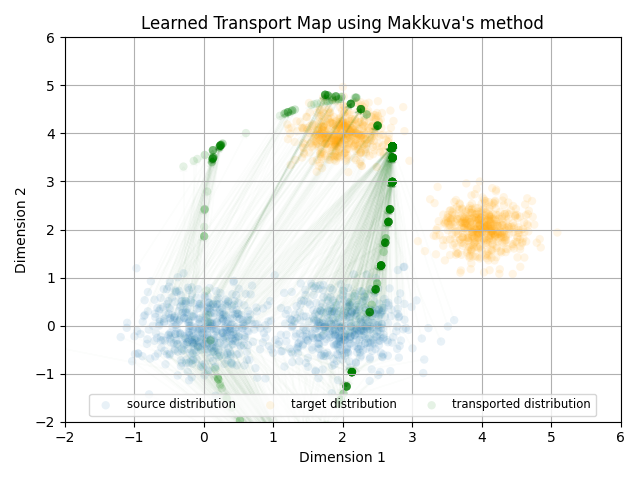 Learned Transport Map using Makkuva's method
6
5
4
3
2
1
0
−1
−2
Dimension 2
source distribution target distribution transported distribution
−2 −1 0 1 2 3 4 5 6
Dimension 1